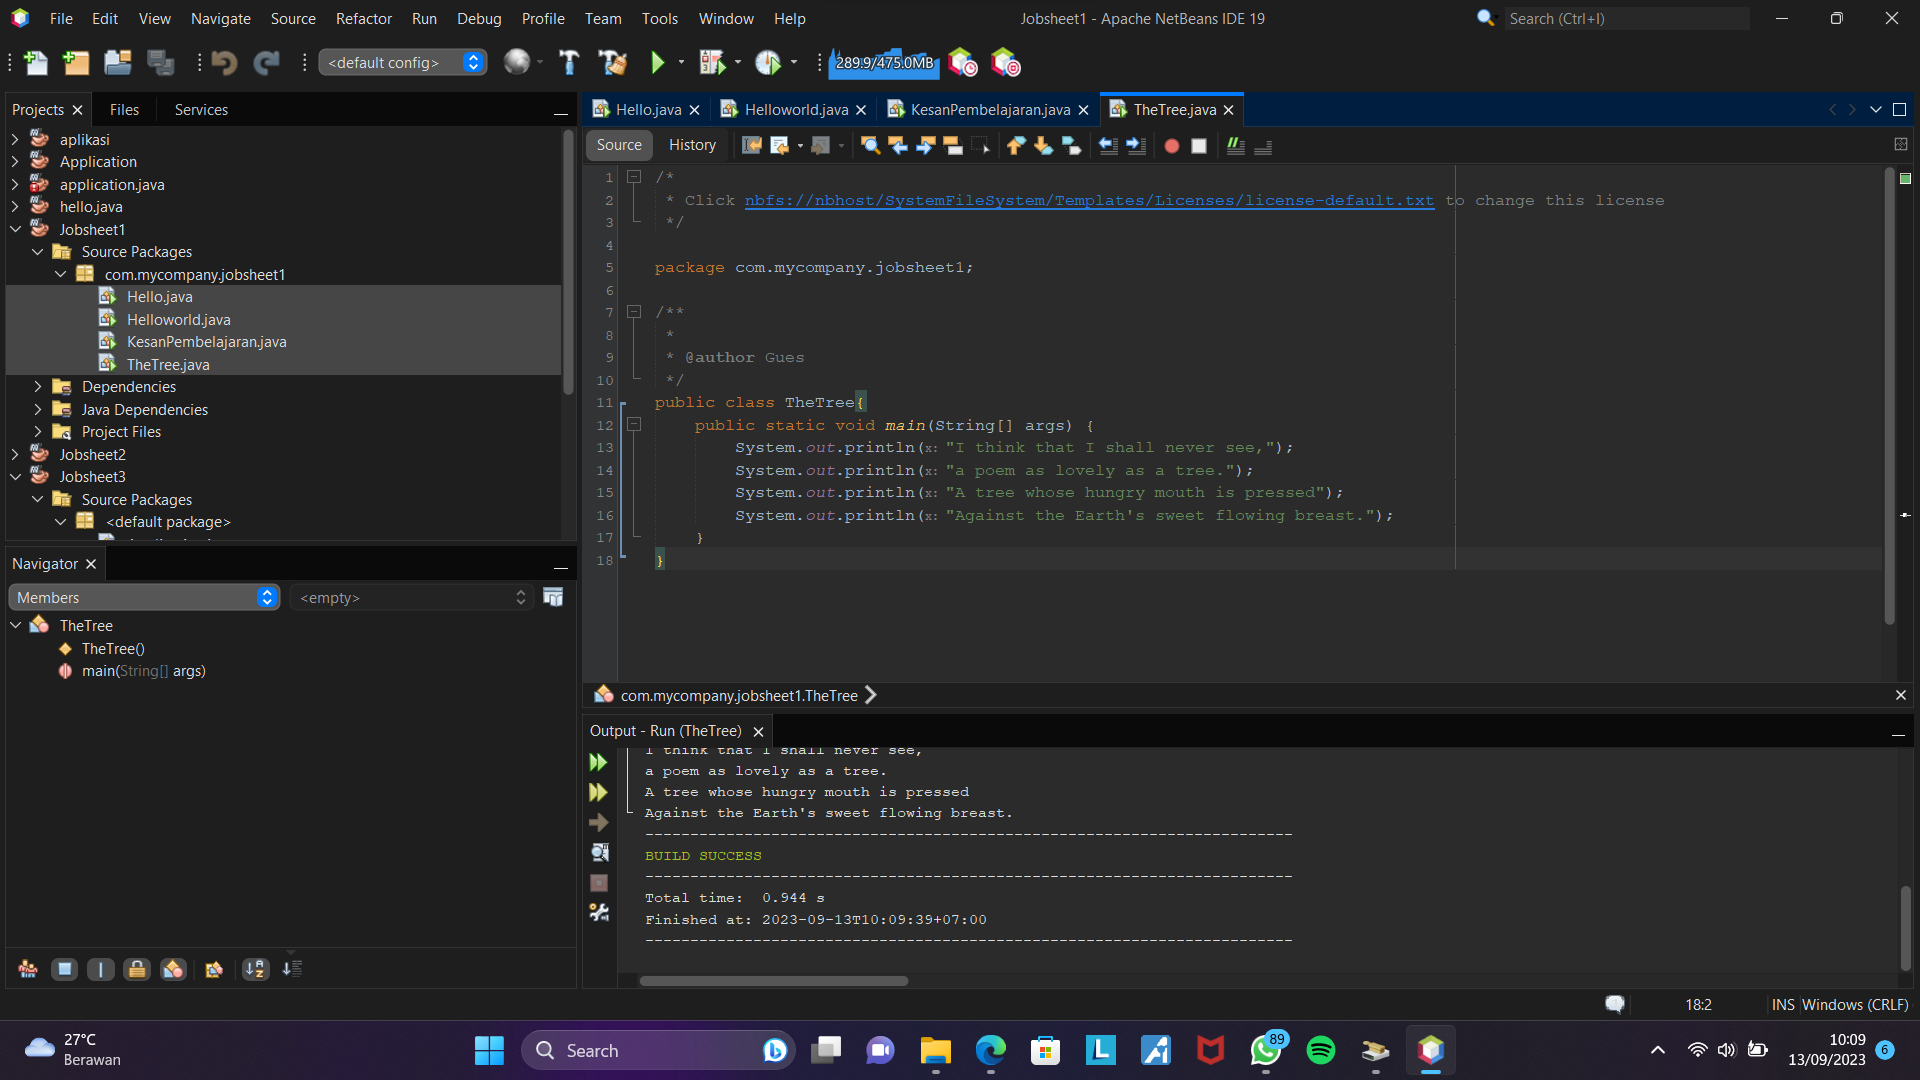 File Edit View Navigate Source Refactor Run Debug Profile Team Tools Window Help
Jobsheet1 - Apache NetBeans IDE 19
Search (Ctrl+I)
<default config>
289.9/475.0MB
Projects Files Services
aplikasi
Application
application.java
hello.java
Jobsheet1
Source Packages
com.mycompany.jobsheet1
Hello.java
Helloworld.java
KesanPembelajaran.java
TheTree.java
Dependencies
Java Dependencies
Project Files
Jobsheet2
Jobsheet3
Source Packages
<default package>
Navigator
Members
<empty>
TheTree
TheTree()
main(String[] args)
Hello.java Helloworld.java KesanPembelajaran.java TheTree.java
Source History
1 /*
2 * Click nbfs://nbhost/SystemFileSystem/Templates/Licenses/license-default.txt to change this license
3 */
4
5 package com.mycompany.jobsheet1;
6
7 /**
8 *
9 * @author Gues
10 */
11 public class TheTree{
12 public static void main(String[] args) {
13 System.out.println(x: "I think that I shall never see,");
14 System.out.println(x: "a poem as lovely as a tree.");
15 System.out.println(x: "A tree whose hungry mouth is pressed");
16 System.out.println(x: "Against the Earth's sweet flowing breast.");
17 }
18 }
com.mycompany.jobsheet1.TheTree
Output - Run (TheTree)
I think that I shall never see,
a poem as lovely as a tree.
A tree whose hungry mouth is pressed
Against the Earth's sweet flowing breast.
------------------------------------------------------------------------
BUILD SUCCESS
------------------------------------------------------------------------
Total time: 0.944 s
Finished at: 2023-09-13T10:09:39+07:00
------------------------------------------------------------------------
18:2
INS
Windows (CRLF)
27°C
Berawan
Search
89
10:09
13/09/2023
6